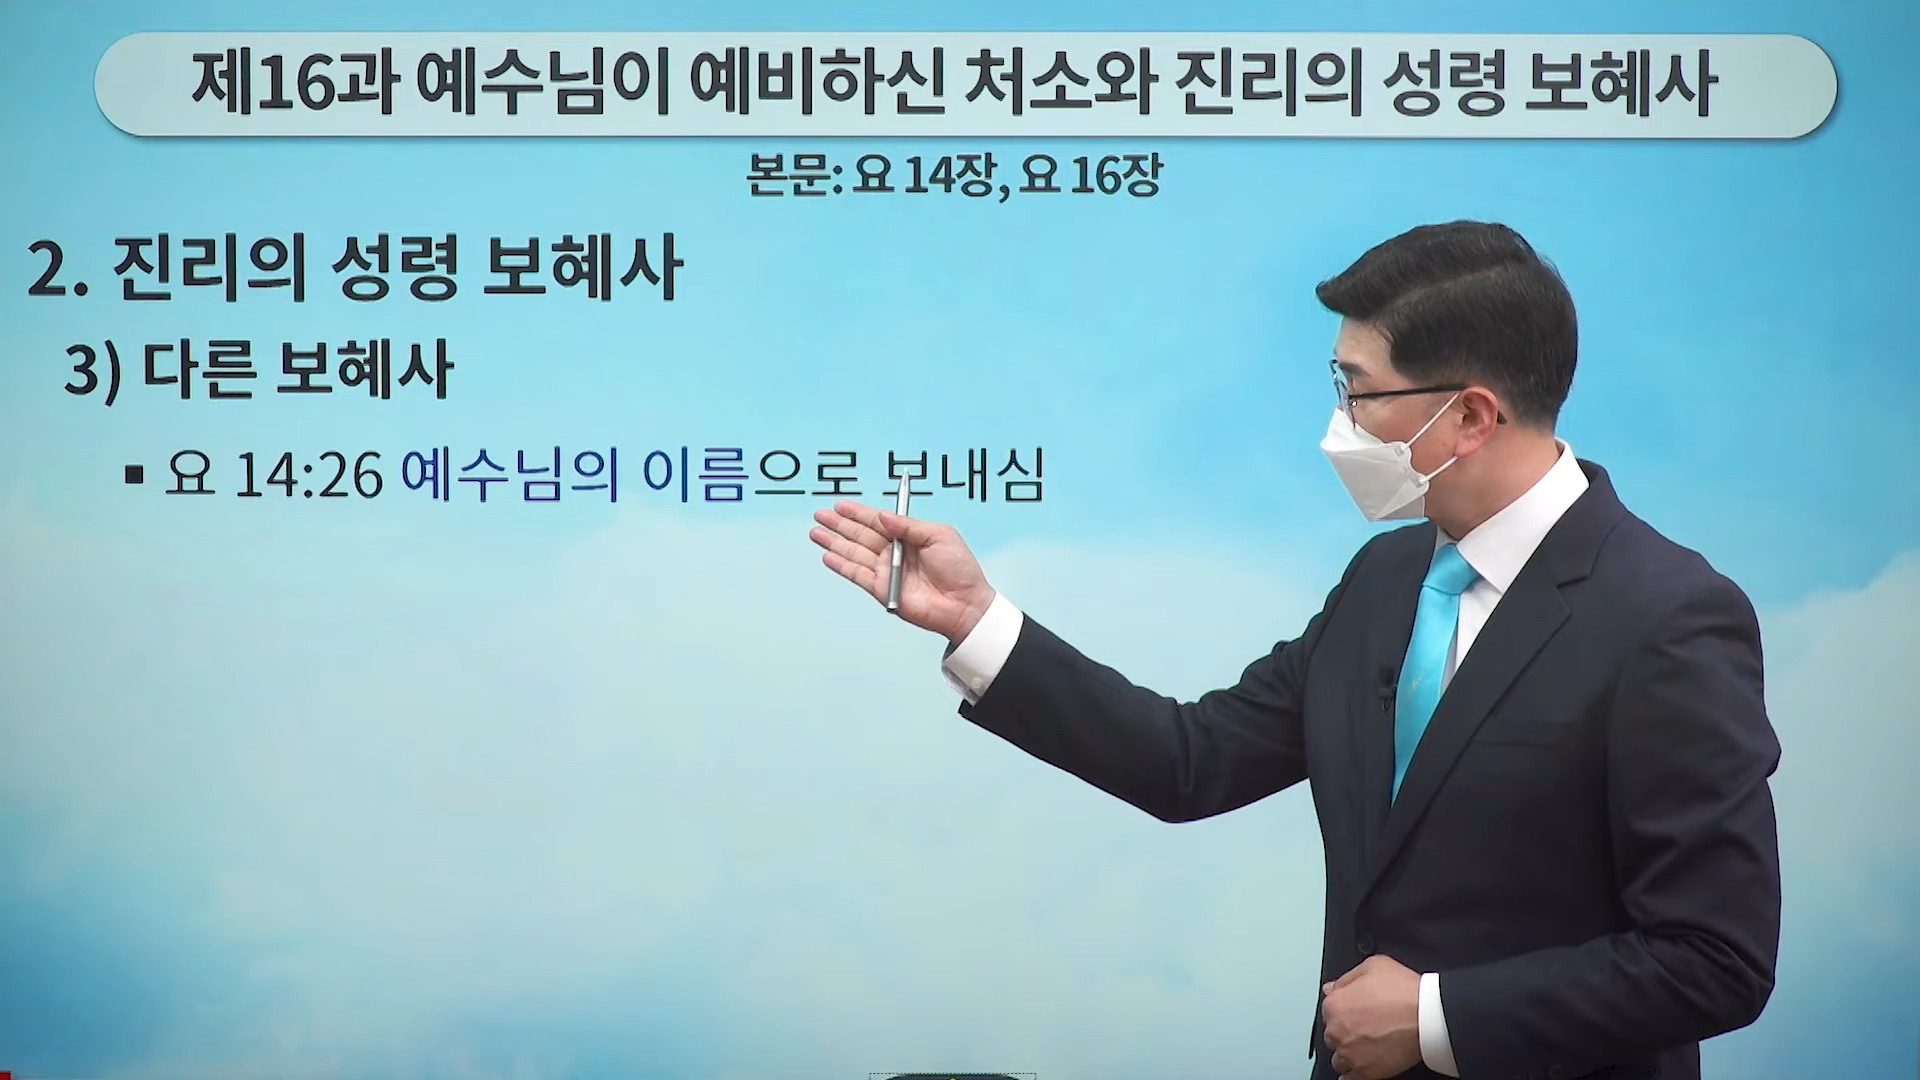 제16과 예수님이 예비하신 처소와 진리의 성령 보혜사
본문: 요 14장, 요 16장
2. 진리의 성령 보혜사
3) 다른 보혜사
▪ 요 14:26 예수님의 이름으로 보내심